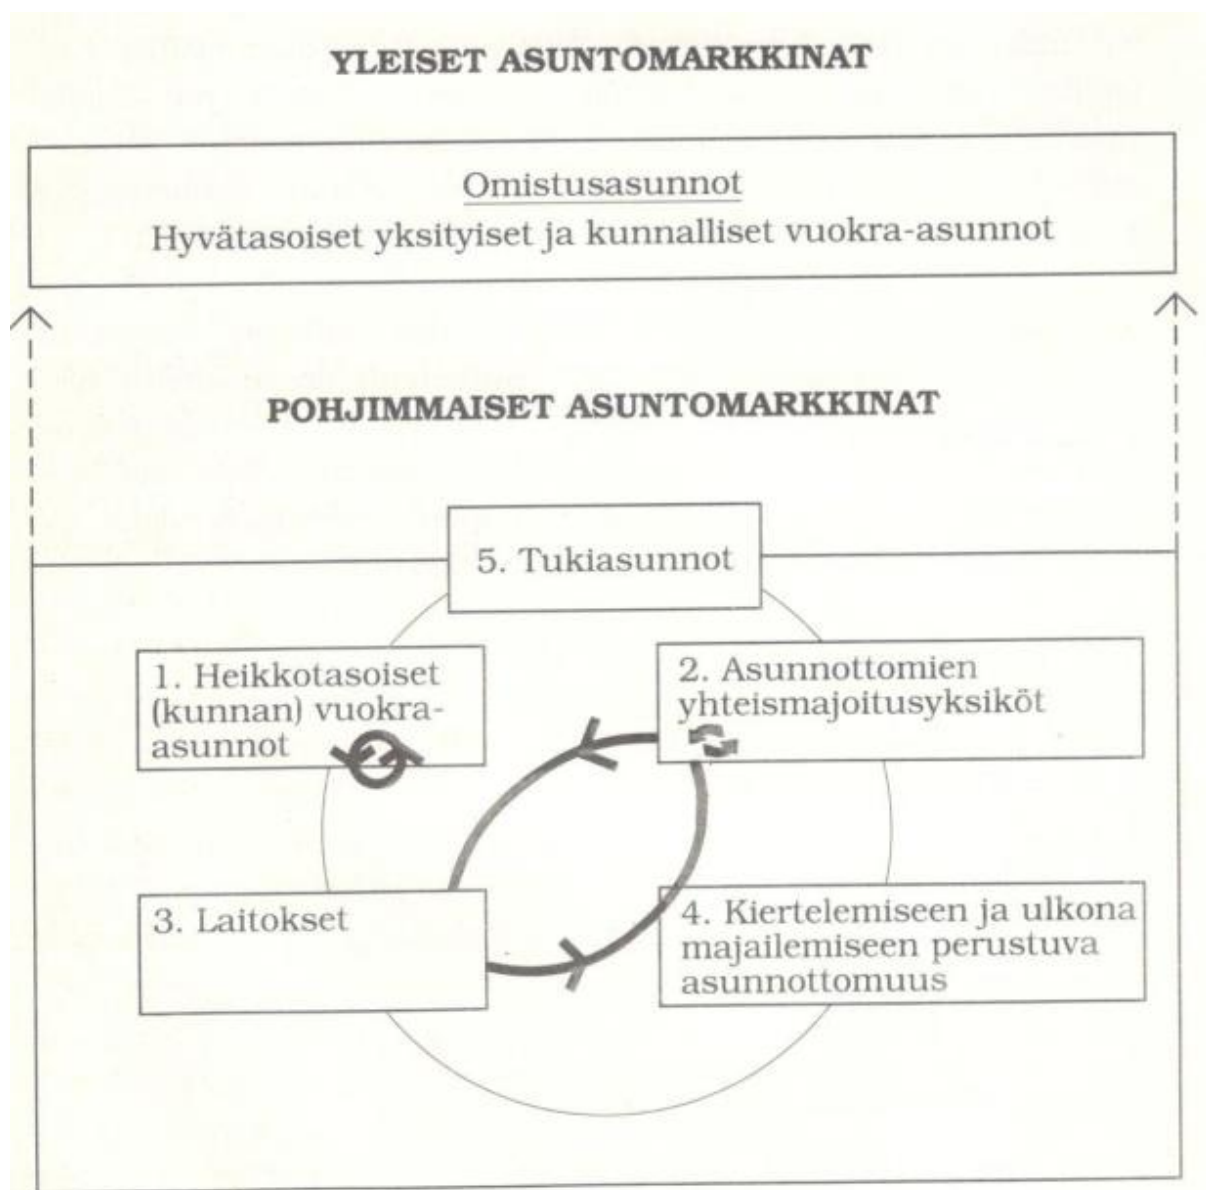 YLEISET ASUNTOMARKKINAT
Omistusasunnot
Hyvätasoiset yksityiset ja kunnalliset vuokra-asunnot
POHJIMMAISET ASUNTOMARKKINAT
5. Tukiasunnot
1. Heikkotasoiset
(kunnan) vuokra-
asunnot
2. Asunnottomien
yhteismajoitusyksiköt
3. Laitokset
4. Kiertelemiseen ja ulkona
majailemiseen perustuva
asunnottomuus